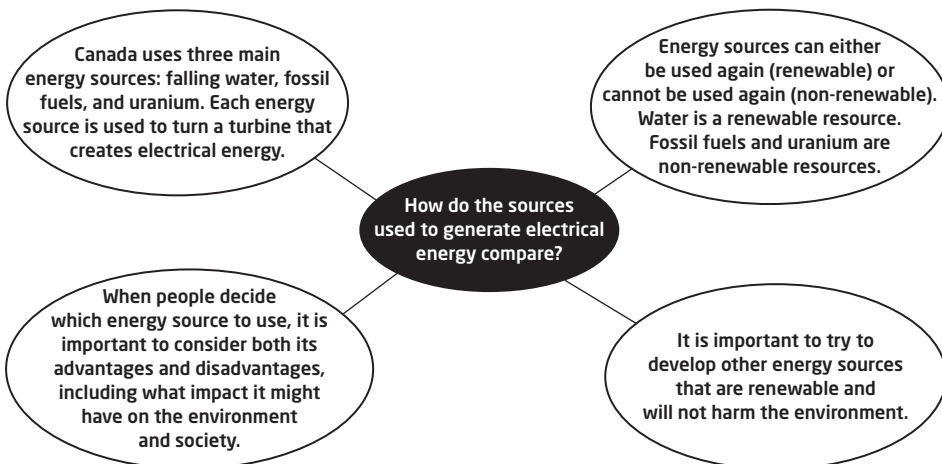 Canada uses three main
energy sources: falling water, fossil
fuels, and uranium. Each energy
source is used to turn a turbine that
creates electrical energy.
Energy sources can either
be used again (renewable) or
cannot be used again (non-renewable).
Water is a renewable resource.
Fossil fuels and uranium are
non-renewable resources.
How do the sources
used to generate electrical
energy compare?
When people decide
which energy source to use, it is
important to consider both its
advantages and disadvantages,
including what impact it might
have on the environment
and society.
It is important to try to
develop other energy sources
that are renewable and
will not harm the environment.